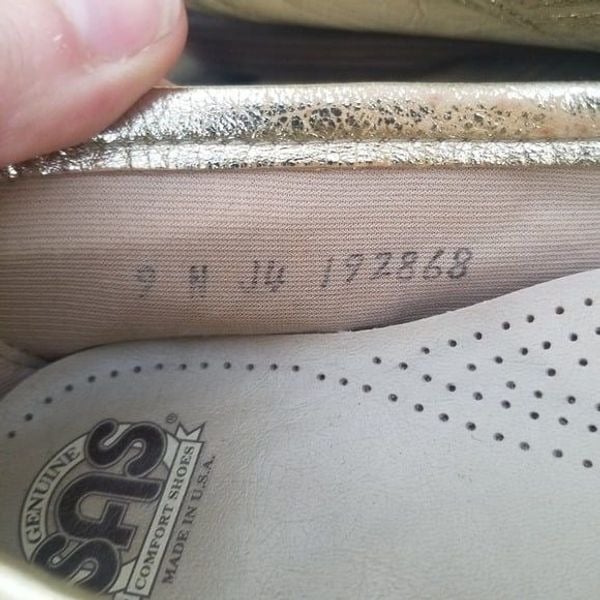 9 N J4 192868
GENUINE
SAS®
COMFORT SHOES
MADE IN U.S.A.